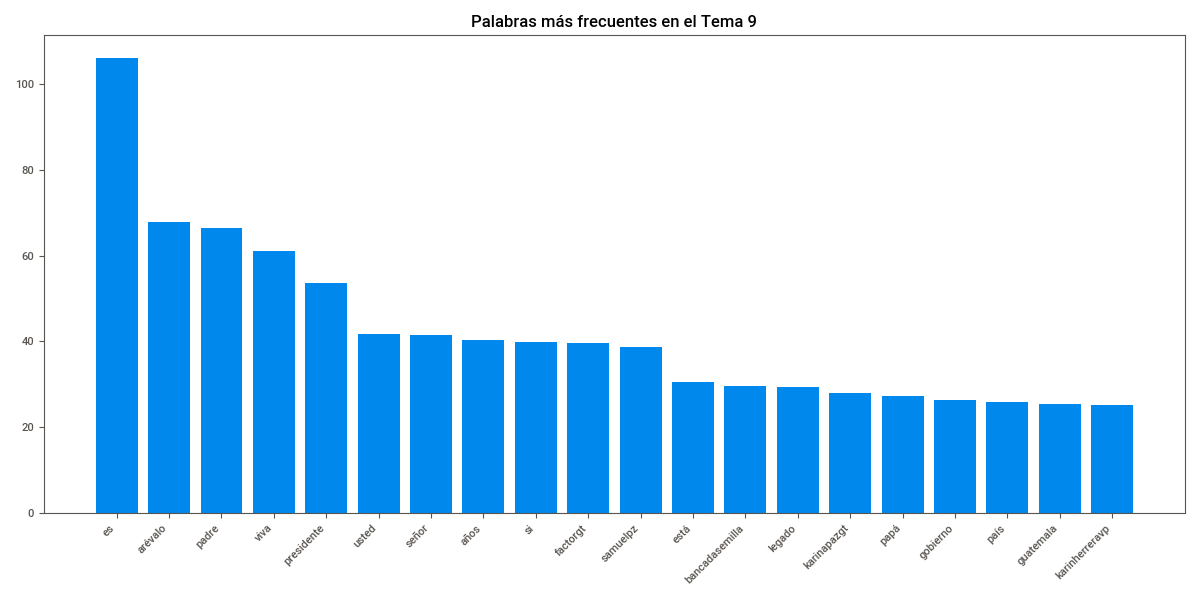 Palabras más frecuentes en el Tema 9
100
80
60
40
20
0
es
arévalo
padre
viva
presidente
usted
señor
años
si
factorgt
samuelpz
está
bancadasemilla
legado
karinapazgt
papá
gobierno
país
guatemala
karinherreravp